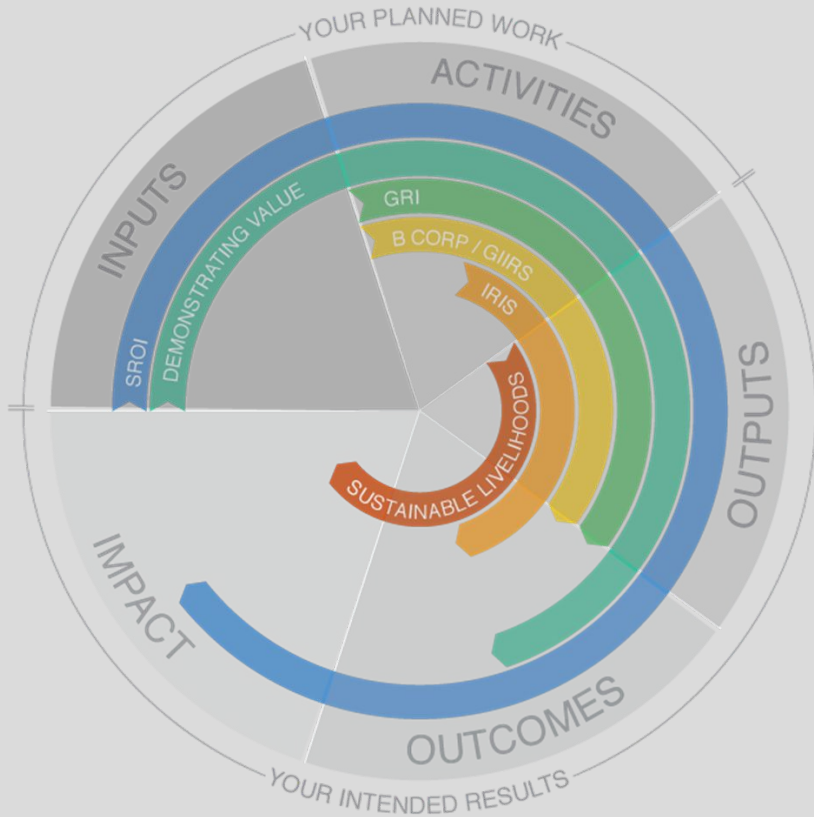 YOUR PLANNED WORK
INPUTS
ACTIVITIES
OUTPUTS
OUTCOMES
IMPACT
SROI
DEMONSTRATING VALUE
GRI
B CORP / GIIRS
IRIS
SUSTAINABLE LIVELIHOODS
YOUR INTENDED RESULTS